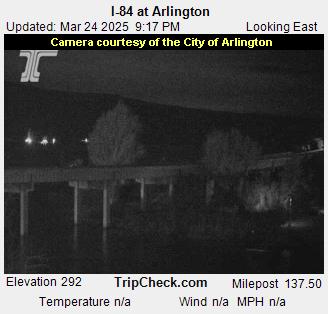 I-84 at Arlington
Updated: Mar 24 2025 9:17 PM Looking East
Camera courtesy of the City of Arlington
Elevation 292 TripCheck.com Milepost 137.50
Temperature n/a Wind n/a MPH n/a